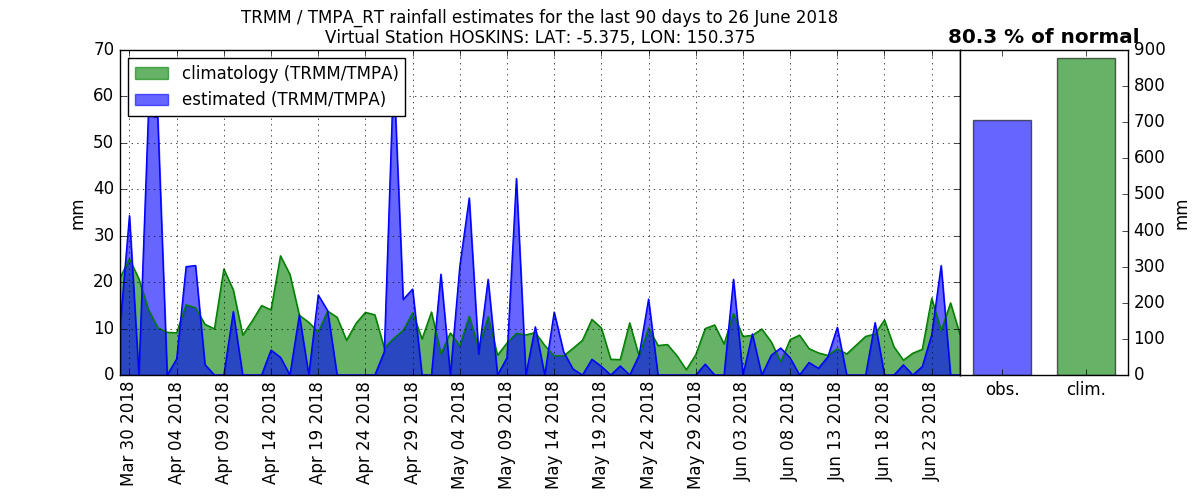 TRMM / TMPA_RT rainfall estimates for the last 90 days to 26 June 2018
Virtual Station HOSKINS: LAT: -5.375, LON: 150.375
80.3 % of normal
climatology (TRMM/TMPA)
estimated (TRMM/TMPA)
mm
70
60
50
40
30
20
10
0
Mar 30 2018
Apr 04 2018
Apr 09 2018
Apr 14 2018
Apr 19 2018
Apr 24 2018
Apr 29 2018
May 04 2018
May 09 2018
May 14 2018
May 19 2018
May 24 2018
May 29 2018
Jun 03 2018
Jun 08 2018
Jun 13 2018
Jun 18 2018
Jun 23 2018
obs.
clim.
900
800
700
600
500
400
300
200
100
0
mm